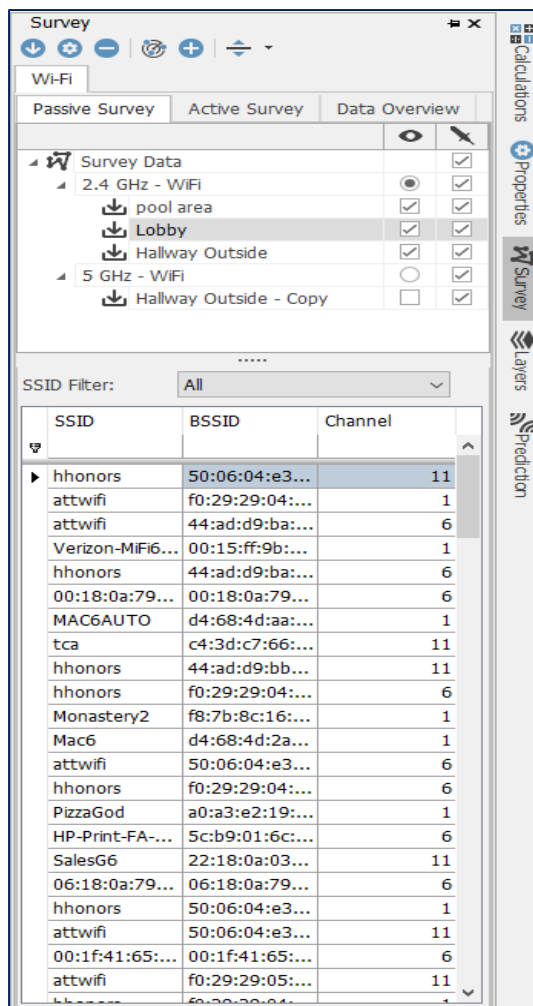 Survey
Wi-Fi
Passive Survey Active Survey Data Overview
Survey Data
2.4 GHz - WiFi
pool area
Lobby
Hallway Outside
5 GHz - WiFi
Hallway Outside - Copy
SSID Filter: All
SSID BSSID Channel
hhonors 50:06:04:e3... 11
attwifi f0:29:29:04:... 1
attwifi 44:ad:d9:ba:... 6
Verizon-MiFi6... 00:15:ff:9b:... 1
hhonors 44:ad:d9:ba:... 6
00:18:0a:79... 00:18:0a:79... 6
MAC6AUTO d4:68:4d:aa:... 1
tca c4:3d:c7:66:... 11
hhonors 44:ad:d9:bb... 11
hhonors f0:29:29:04:... 6
Monastery2 f8:7b:8c:16:... 1
Mac6 d4:68:4d:2a... 1
attwifi 50:06:04:e3... 6
hhonors f0:29:29:04:... 6
PizzaGod a0:a3:e2:19:... 1
HP-Print-FA-... 5c:b9:01:6c:... 6
SalesG6 22:18:0a:03... 11
06:18:0a:79... 06:18:0a:79... 6
hhonors 50:06:04:e3... 1
attwifi 50:06:04:e3... 11
00:1f:41:65:... 00:1f:41:65:... 6
attwifi f0:29:29:05:... 11
Calculations
Properties
Survey
Layers
Prediction